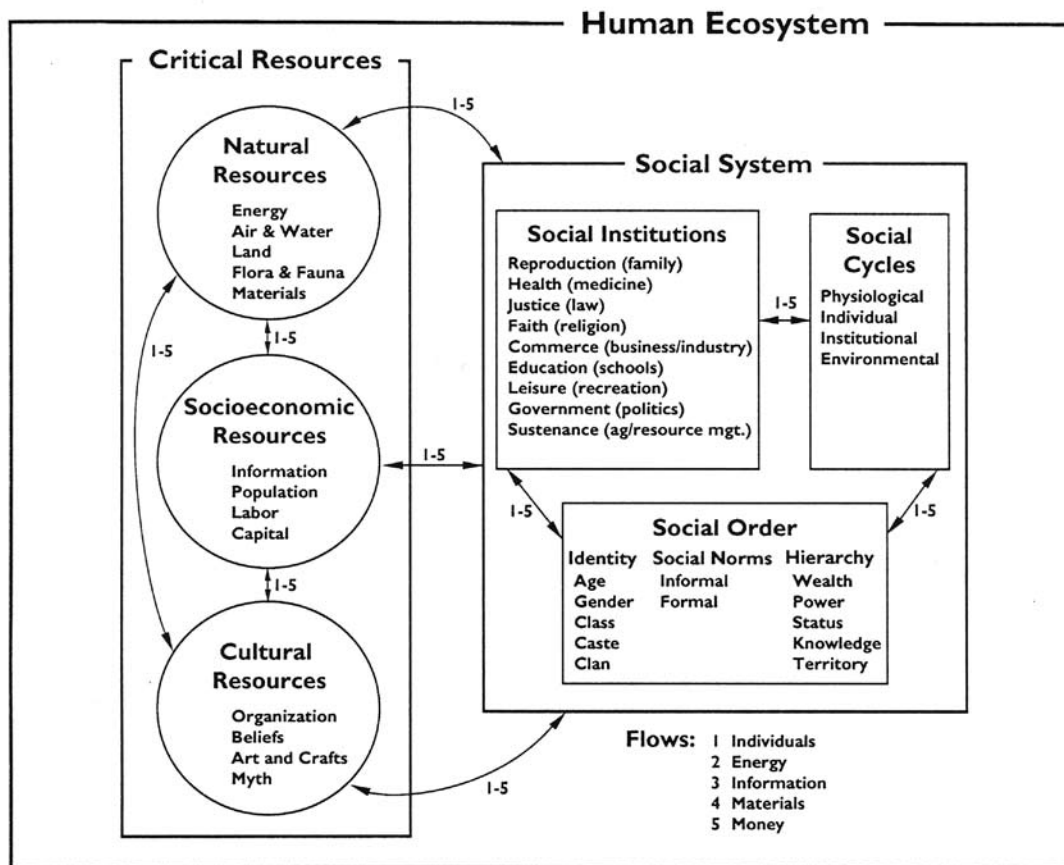 Human Ecosystem
Critical Resources
Natural
Resources
Energy
Air & Water
Land
Flora & Fauna
Materials
1-5
1-5
Socioeconomic
Resources
Information
Population
Labor
Capital
1-5
Cultural
Resources
Organization
Beliefs
Art and Crafts
Myth
1-5
1-5
1-5
Social System
Social Institutions
Reproduction (family)
Health (medicine)
Justice (law)
Faith (religion)
Commerce (business/industry)
Education (schools)
Leisure (recreation)
Government (politics)
Sustenance (ag/resource mgt.)
1-5
Social
Cycles
Physiological
Individual
Institutional
Environmental
1-5
1-5
Social Order
Identity
Age
Gender
Class
Caste
Clan
Social Norms
Informal
Formal
Hierarchy
Wealth
Power
Status
Knowledge
Territory
Flows:
1 Individuals
2 Energy
3 Information
4 Materials
5 Money